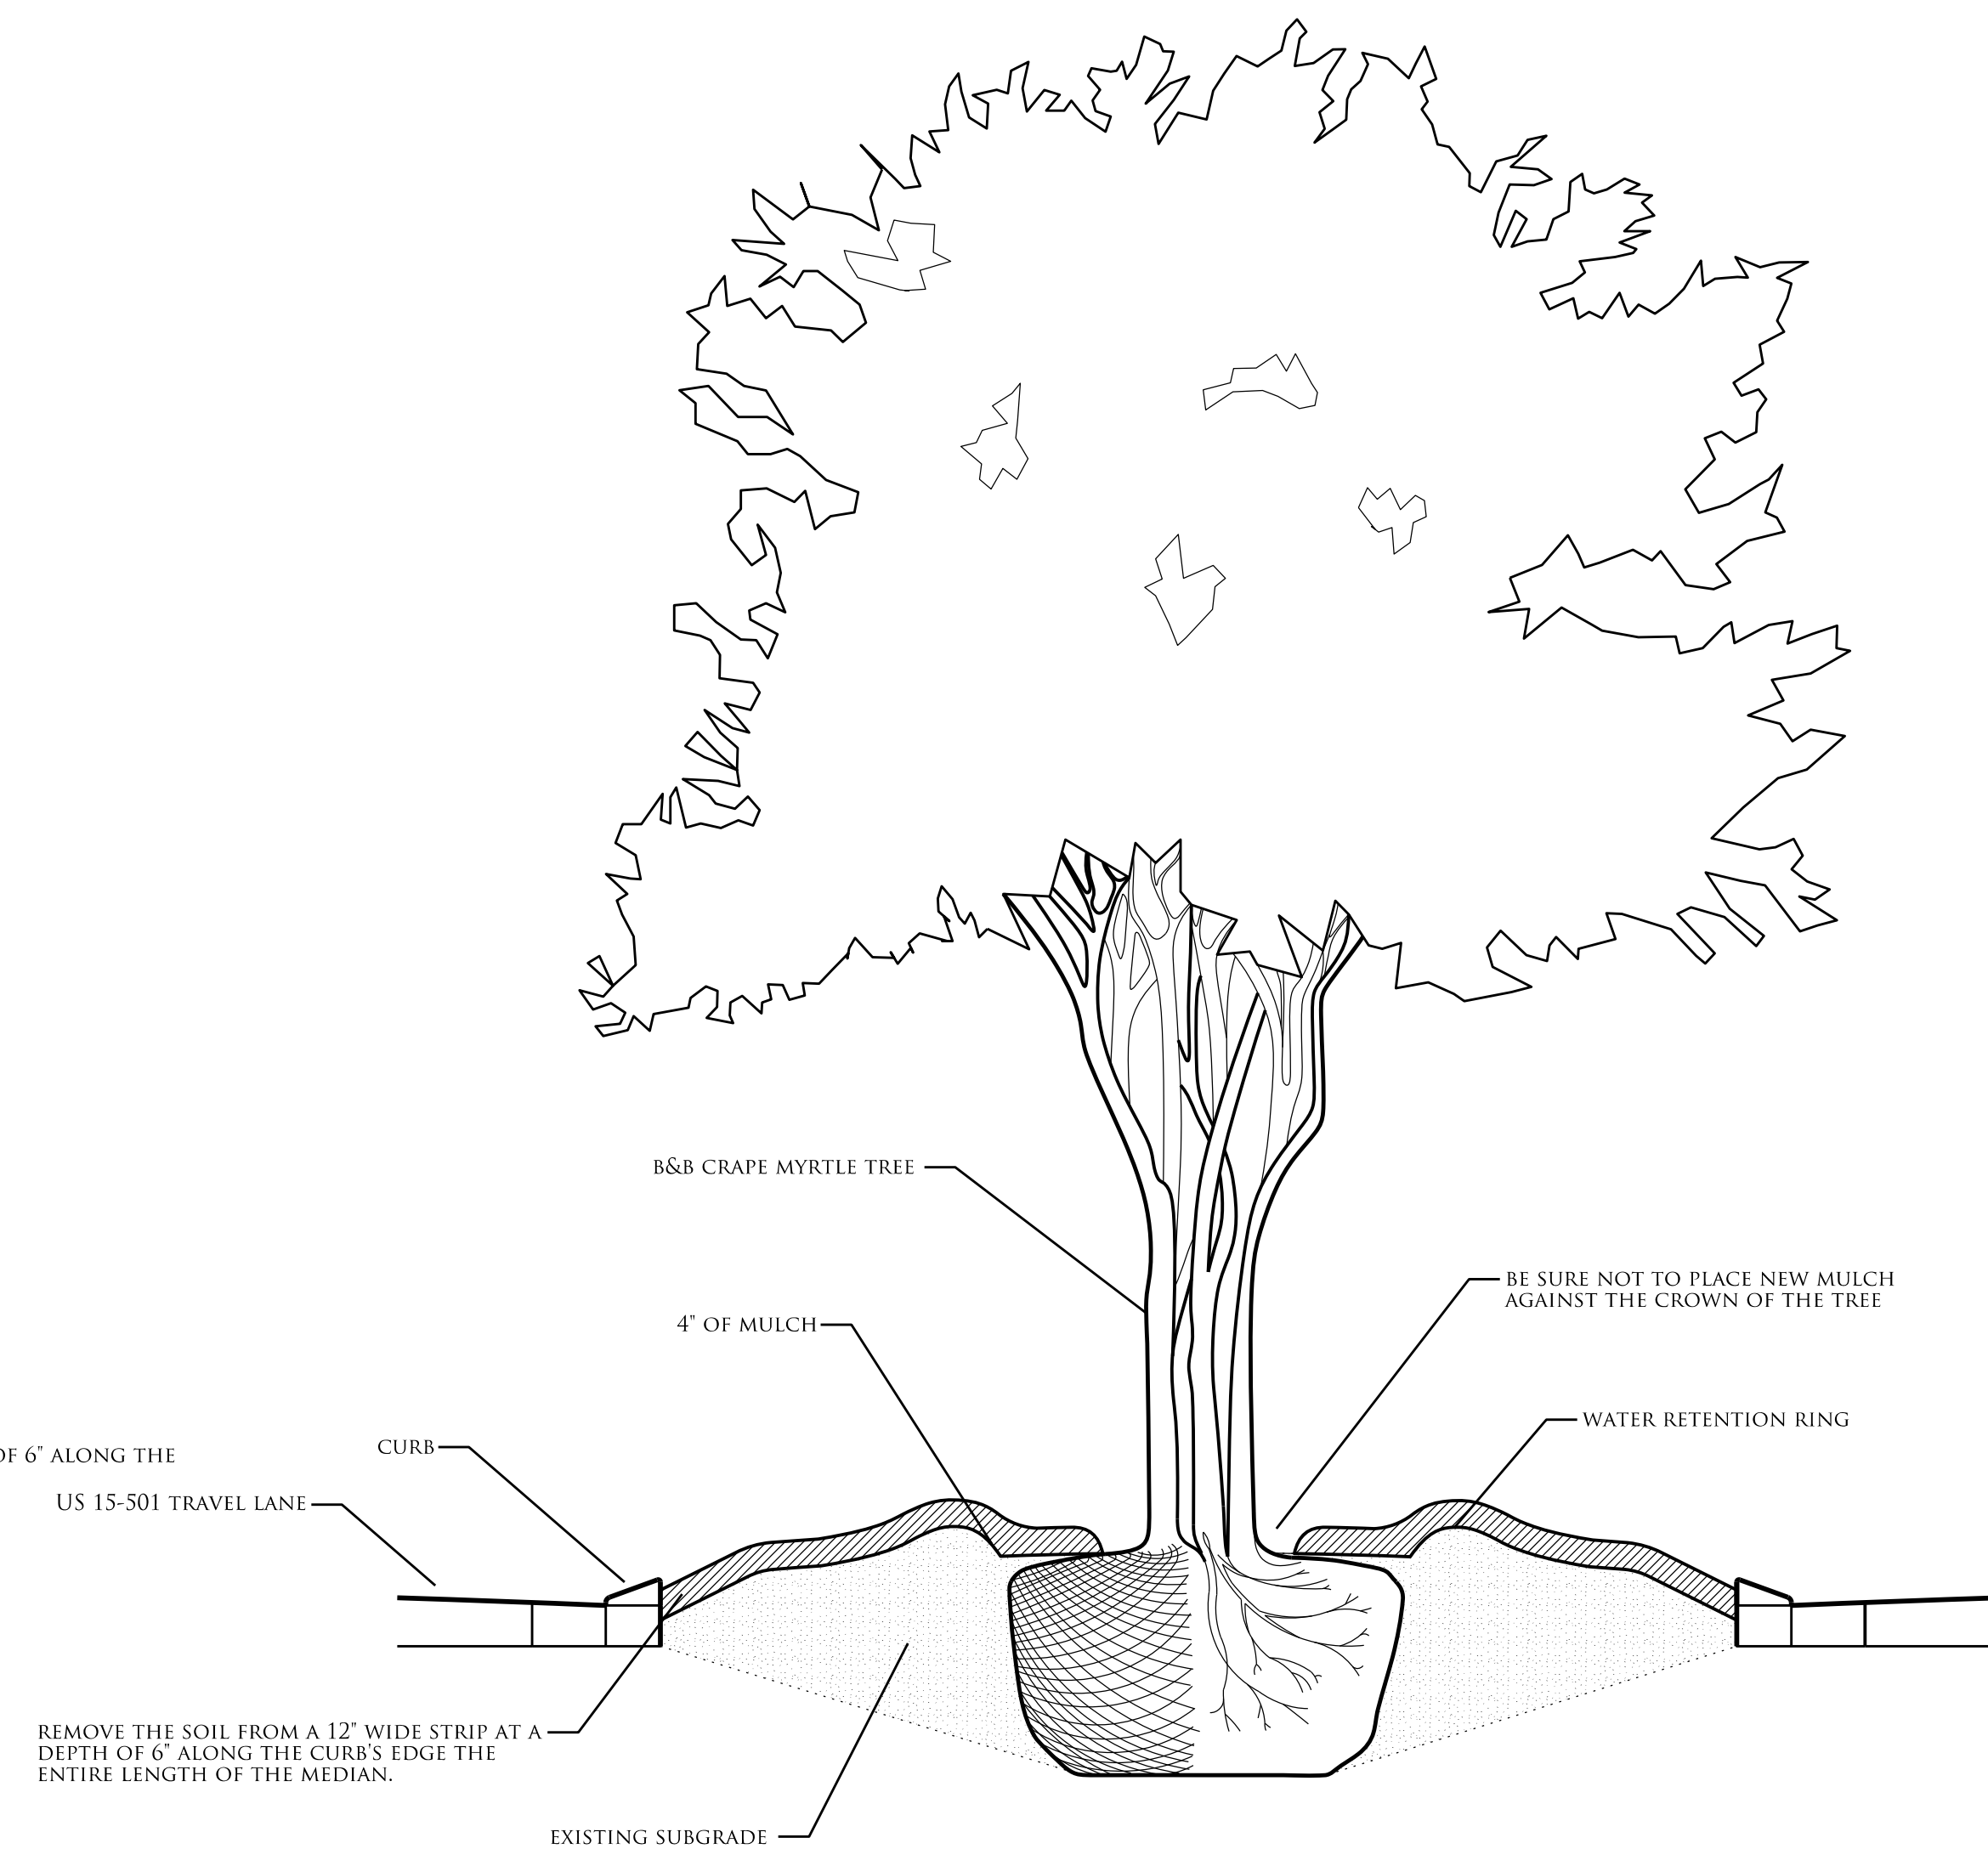 B&B CRAPE MYRTLE TREE
BE SURE NOT TO PLACE NEW MULCH
AGAINST THE CROWN OF THE TREE
4" OF MULCH
WATER RETENTION RING
CURB
OF 6" ALONG THE
US 15-501 TRAVEL LANE
REMOVE THE SOIL FROM A 12" WIDE STRIP AT A
DEPTH OF 6" ALONG THE CURB'S EDGE THE
ENTIRE LENGTH OF THE MEDIAN.
EXISTING SUBGRADE